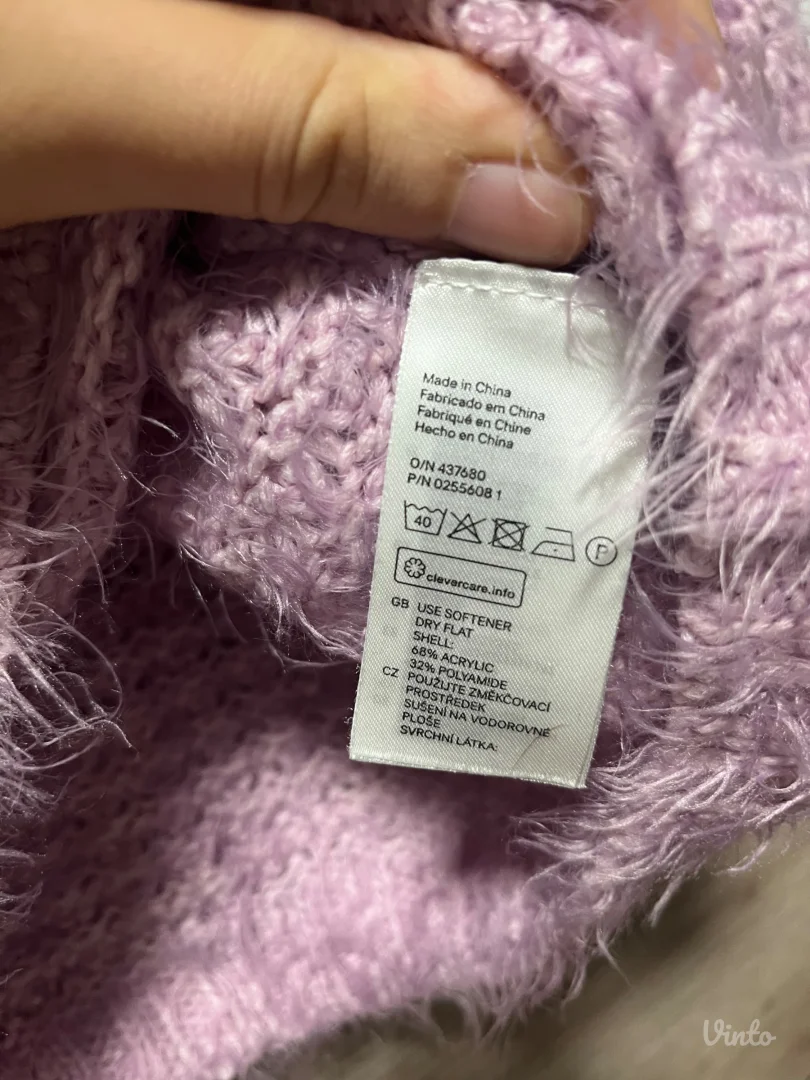 Made in China
Fabricado em China
Fabriqué en Chine
Hecho en China
O/N 437680
P/N 0255608 1
40
P
clevercare.info
GB USE SOFTENER
DRY FLAT
SHELL:
68% ACRYLIC
32% POLYAMIDE
CZ POUŽIJTE ZMĚKČOVACÍ
PROSTŘEDEK
SUŠENÍ NA VODOROVNÉ
PLOŠE
SVRCHNÍ LÁTKA:
Vinto